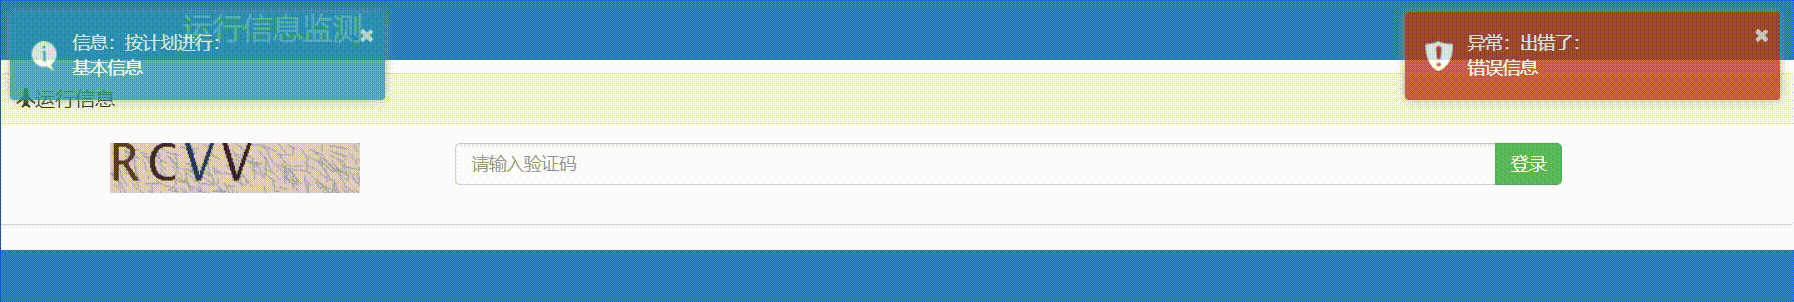 运行信息监测
信息：按计划进行：
基本信息
异常：出错了：
错误信息
运行信息
RCVV
请输入验证码
登录